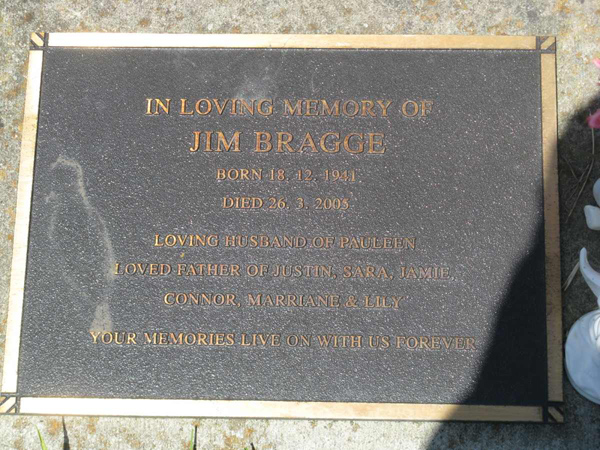 IN LOVING MEMORY OF
JIM BRAGGE
BORN 18. 12. 1941
DIED 26. 3. 2005
LOVING HUSBAND OF PAULEEN
LOVED FATHER OF JUSTIN, SARA, JAMIE,
CONNOR, MARRIANE & LILY
YOUR MEMORIES LIVE ON WITH US FOREVER